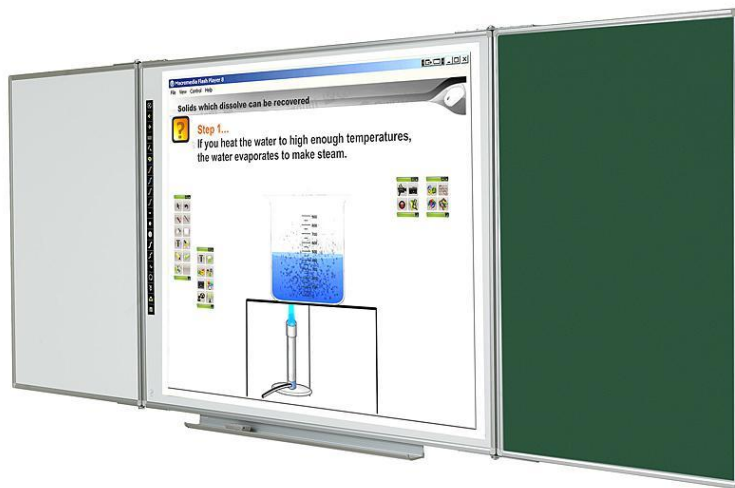 Macromedia Flash Player 8
File View Control Help
Solids which dissolve can be recovered
?
Step 1...
If you heat the water to high enough temperatures,
the water evaporates to make steam.